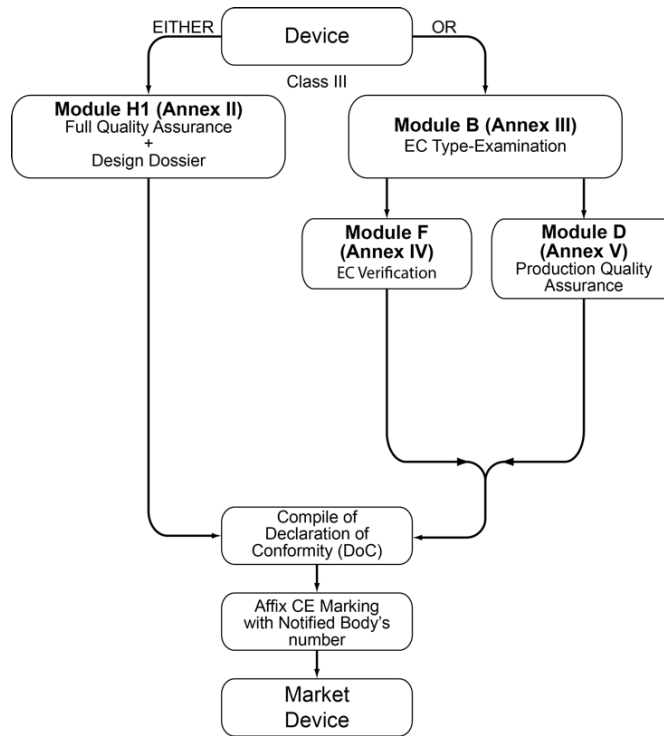 EITHER
Device
OR
Class III
Module H1 (Annex II)
Full Quality Assurance
+
Design Dossier
Module B (Annex III)
EC Type-Examination
Module F
(Annex IV)
EC Verification
Module D
(Annex V)
Production Quality
Assurance
Compile of
Declaration of
Conformity (DoC)
Affix CE Marking
with Notified Body's
number
Market
Device